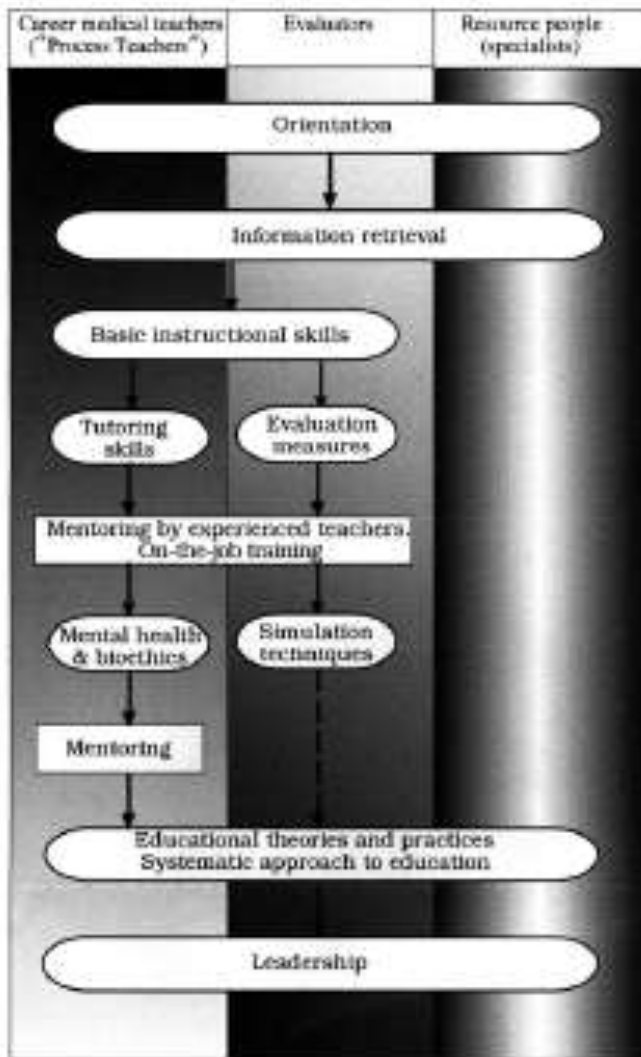 Career medical teachers
("Process Teachers")
Evaluators
Resource people
(specialists)
Orientation
Information retrieval
Basic instructional skills
Tutoring
skills
Evaluation
measures
Mentoring by experienced teachers.
On-the-job training
Mental health
& bioethics
Simulation
techniques
Mentoring
Educational theories and practices
Systematic approach to education
Leadership